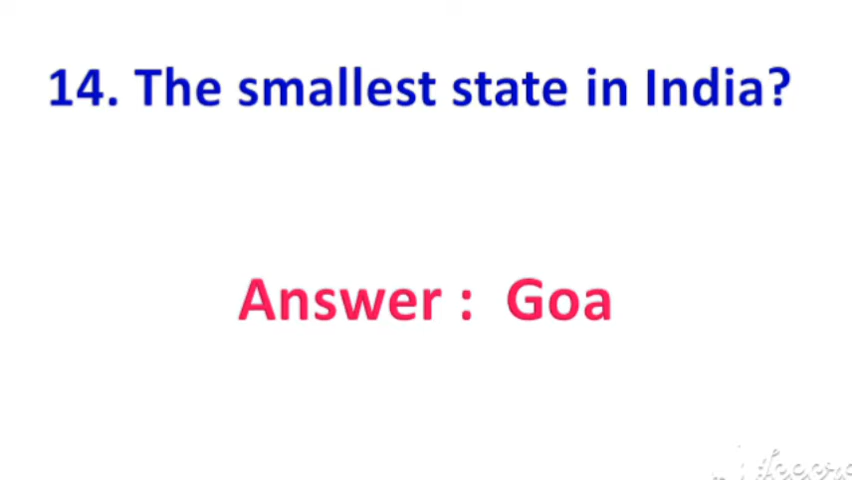 14. The smallest state in India?
Answer : Goa